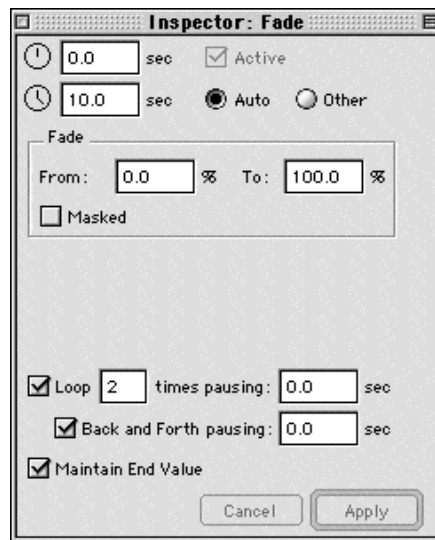 Inspector: Fade
0.0 sec Active
10.0 sec Auto Other
Fade
From: 0.0 % To: 100.0 %
Masked
Loop 2 times pausing: 0.0 sec
Back and Forth pausing: 0.0 sec
Maintain End Value
Cancel Apply